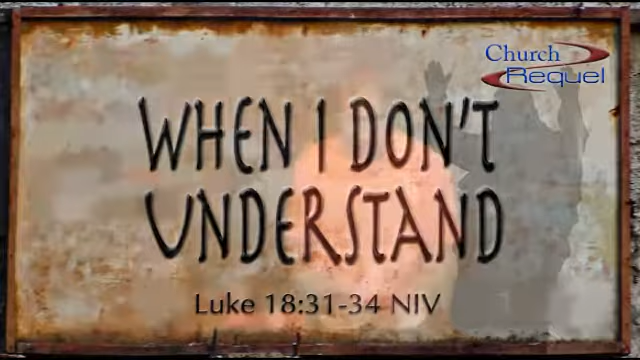 Church
Requel
WHEN I DON'T
UNDERSTAND
Luke 18:31-34 NIV